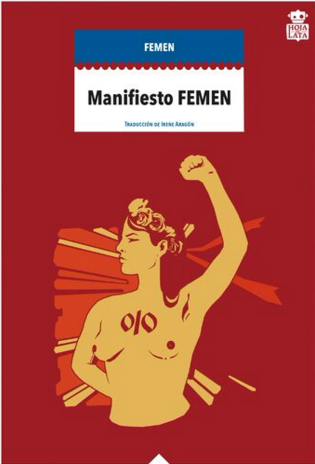 HOJA
DE
LATA
FEMEN
Manifiesto FEMEN
TRADUCCIÓN DE IRENE ARAGÓN